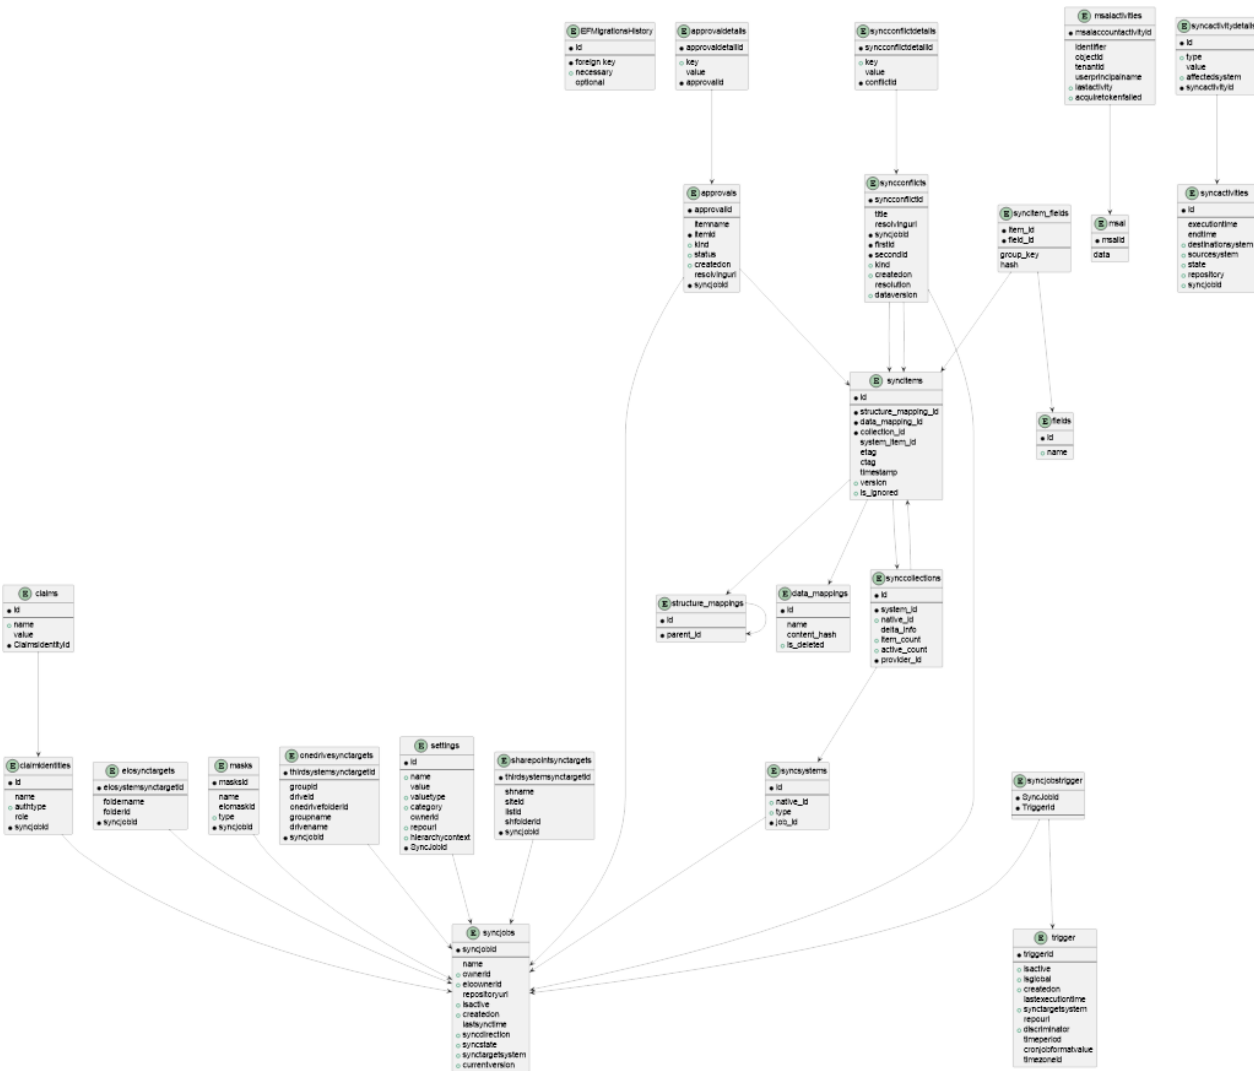 E EFMigrationsHistory
id
foreign key
necessary
optional
E approvaldetails
approvaldetailid
key
value
approvalid
E syncconflictdetails
syncconflictdetailid
key
value
conflictid
E msalactivities
msalaccountactivityid
identifier
objectid
tenantid
userprincipalname
lastactivity
acquiretokenfailed
E syncactivitydetails
id
type
value
affectedsystem
syncactivityid
E approvals
approvalid
itemname
itemid
kind
status
createdon
resolvingurl
syncjobid
E syncconflicts
syncconflictid
title
resolvingurl
syncjobid
firstid
secondid
kind
createdon
resolution
dataversion
E syncitem_fields
item_id
field_id
group_key
hash
E msal
msalid
data
E syncactivities
id
executiontime
endtime
destinationsystem
sourcesystem
state
repository
syncjobid
E syncitems
id
structure_mapping_id
data_mapping_id
collection_id
system_item_id
etag
ctag
timestamp
version
is_ignored
E fields
id
name
E claims
id
name
value
ClaimsIdentityId
E structure_mappings
id
parent_id
E data_mappings
id
name
content_hash
is_deleted
E synccollections
id
system_id
native_id
delta_info
item_count
active_count
provider_id
E claimidentities
id
name
authtype
role
syncjobid
E elosynctargets
elosystemsynctargetid
foldername
folderid
syncjobid
E masks
masksid
name
elomaskid
type
syncjobid
E onedrivesynctargets
thirdsystemsynctargetid
groupid
driveid
onedrivefolderid
groupname
drivename
syncjobid
E settings
id
name
value
valuetype
category
ownerid
repourl
hierarchycontext
SyncJobId
E sharepointsynctargets
thirdsystemsynctargetid
shname
siteid
listid
shfolderid
syncjobid
E syncsystems
id
native_id
type
job_id
E syncjobstrigger
SyncJobId
TriggerId
E syncjobs
syncjobid
name
ownerid
eloownerid
repositoryurl
isactive
createdon
lastsynctime
syncdirection
syncstate
synctargetsystem
currentversion
E trigger
triggerid
isactive
isglobal
createdon
lastexecutiontime
synctargetsystem
repourl
discriminator
timeperiod
cronjobformatvalue
timezoneid